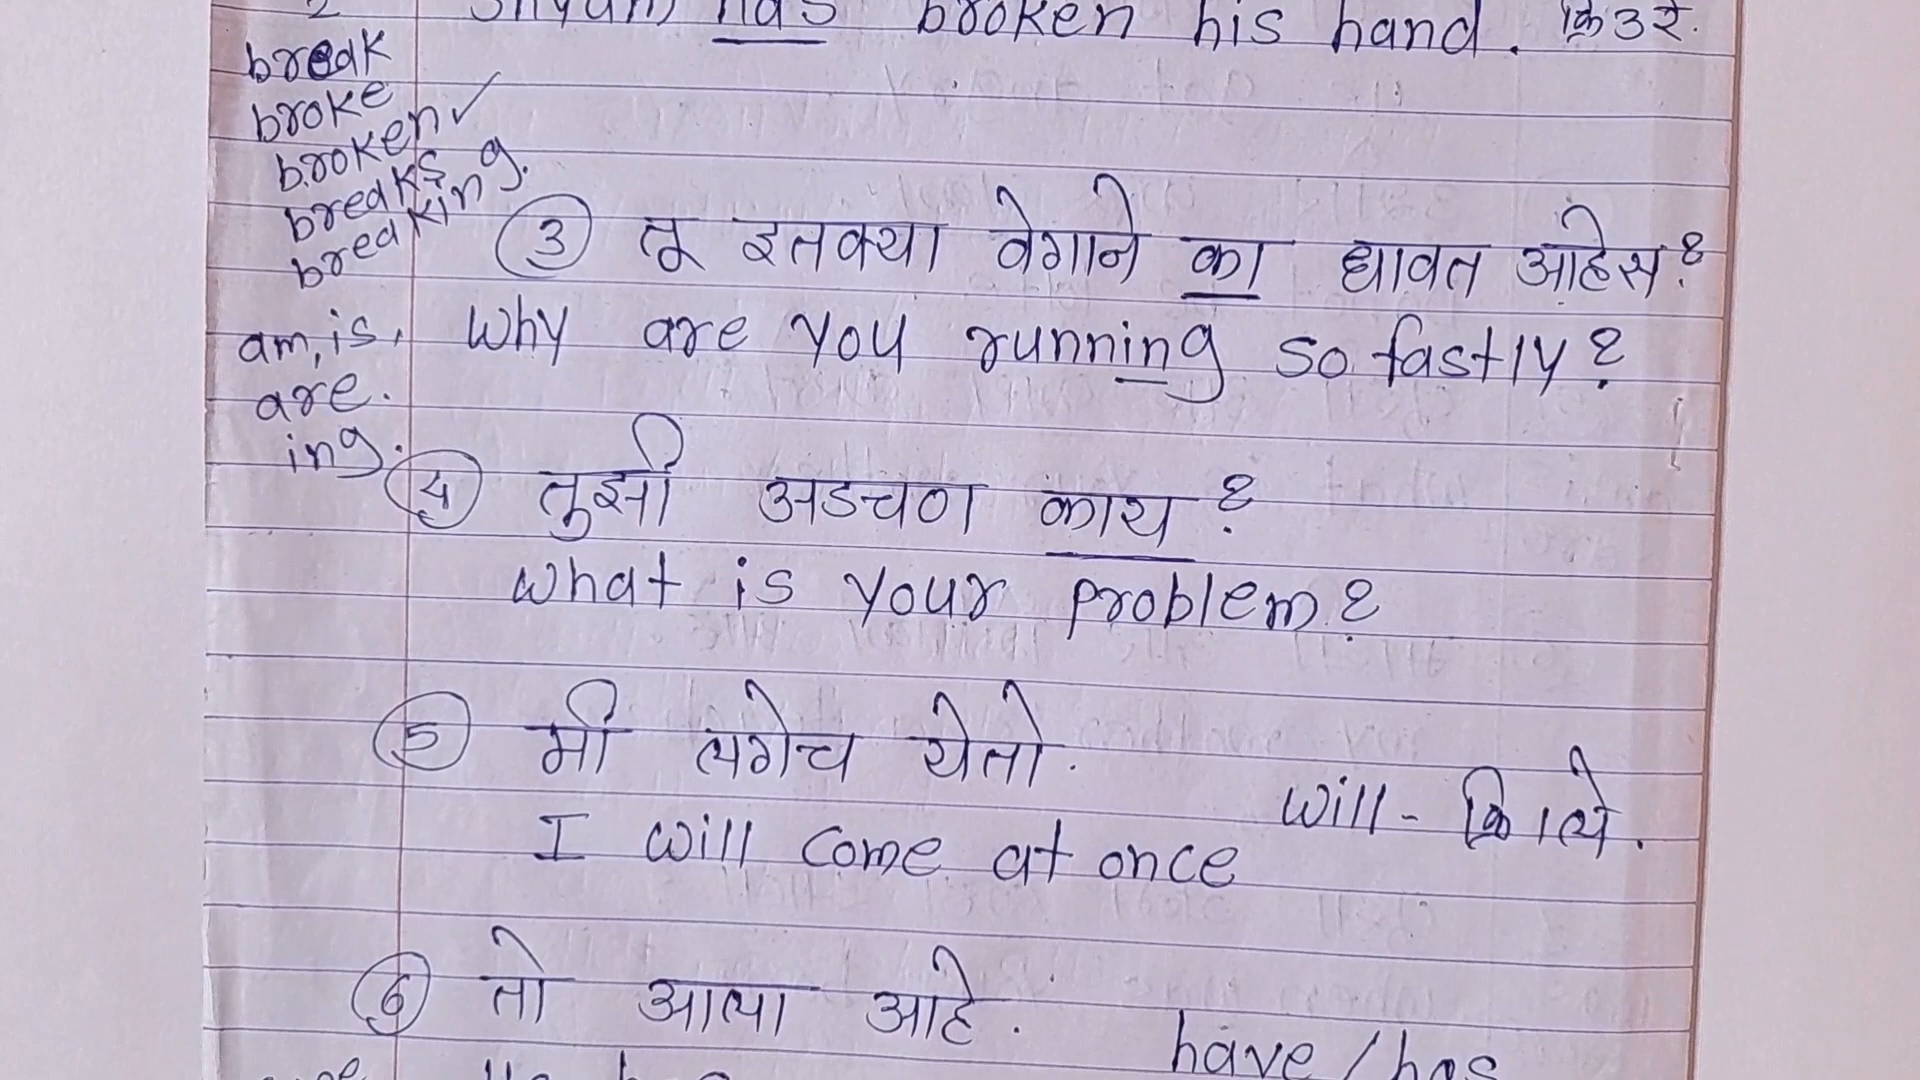 has broken his hand. क्रि3रे.
break
broke
broken ✓
breaks
breaking.
③ तू इतक्या वेगाने का धावत आहेस?
am, is,
Why are you running so fastly?
are.
ing.
④ तुझी अडचण काय?
What is your problem?
⑤ मी लगेच येतो.
will - क्रि1ले.
I will come at once
⑥ तो आला आहे.
have / has